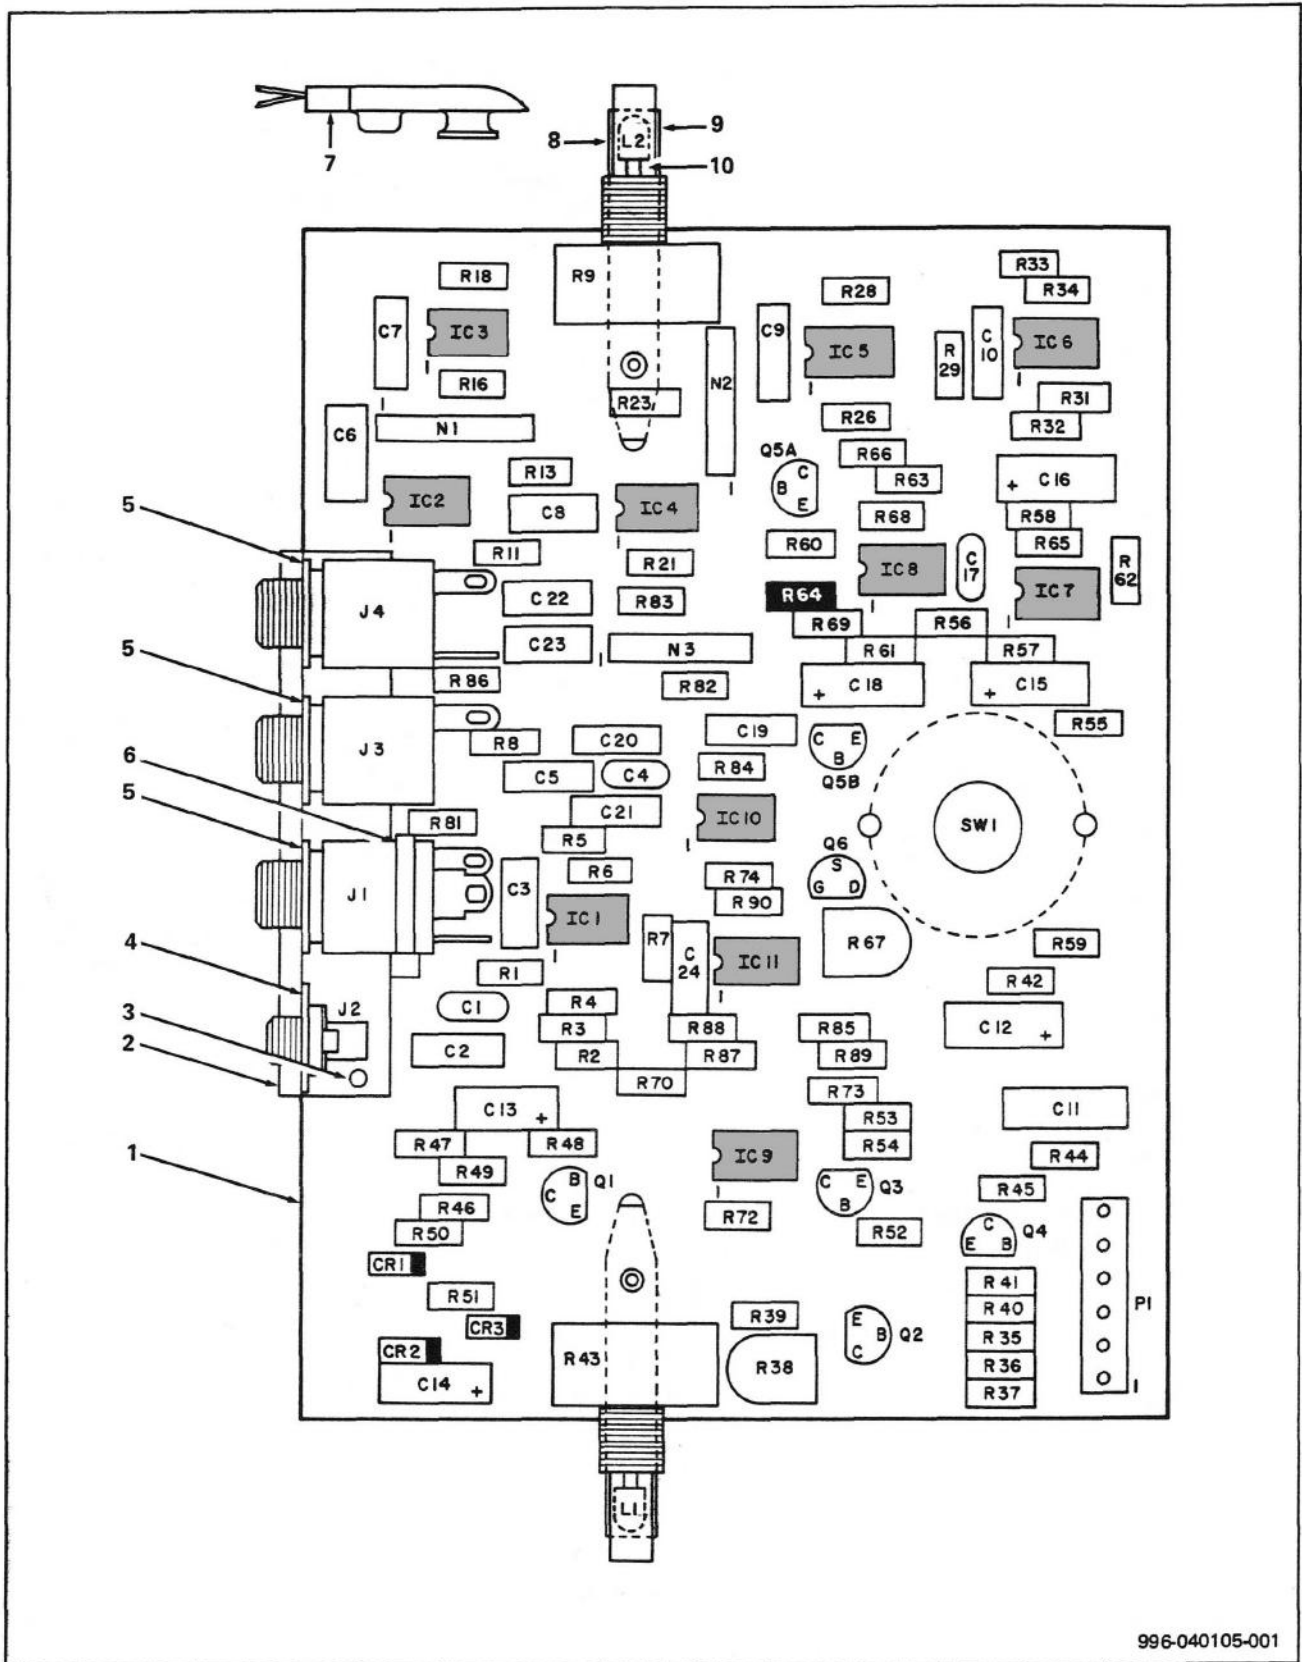 7
8
L2
9
10
R18
R9
R28
R33
R34
C7
IC3
C9
IC5
R 29
C 10
IC6
R16
N2
R23
R26
R31
R32
C6
N1
Q5A
C
B
E
R66
R63
+ C16
R13
IC2
C8
IC4
R68
R58
5
R11
R60
R65
R21
IC8
C 17
IC7
R 62
J4
C22
R83
R64
R69
R56
C23
N3
R61
R57
5
R86
R82
+ C18
+ C15
J3
R8
C20
C19
R55
6
C5
C4
R84
C E
B
Q5B
5
R81
C21
IC10
SW1
R5
Q6
S
G D
J1
C3
R6
R74
R90
IC1
R7
C 24
IC11
R67
R59
4
R1
R42
J2
C1
R4
3
R3
R88
R85
C12 +
2
C2
R2
R87
R89
R70
R73
C13 +
R53
C11
1
R47
R48
R54
R44
R49
IC9
Q1
B
C
E
C E
B
Q3
R45
R46
R72
R50
R52
C
E B
Q4
CR1
R41
R51
R40
P1
CR3
R39
E
B
C
Q2
R35
CR2
R43
R38
R36
C14 +
R37
L1
996-040105-001